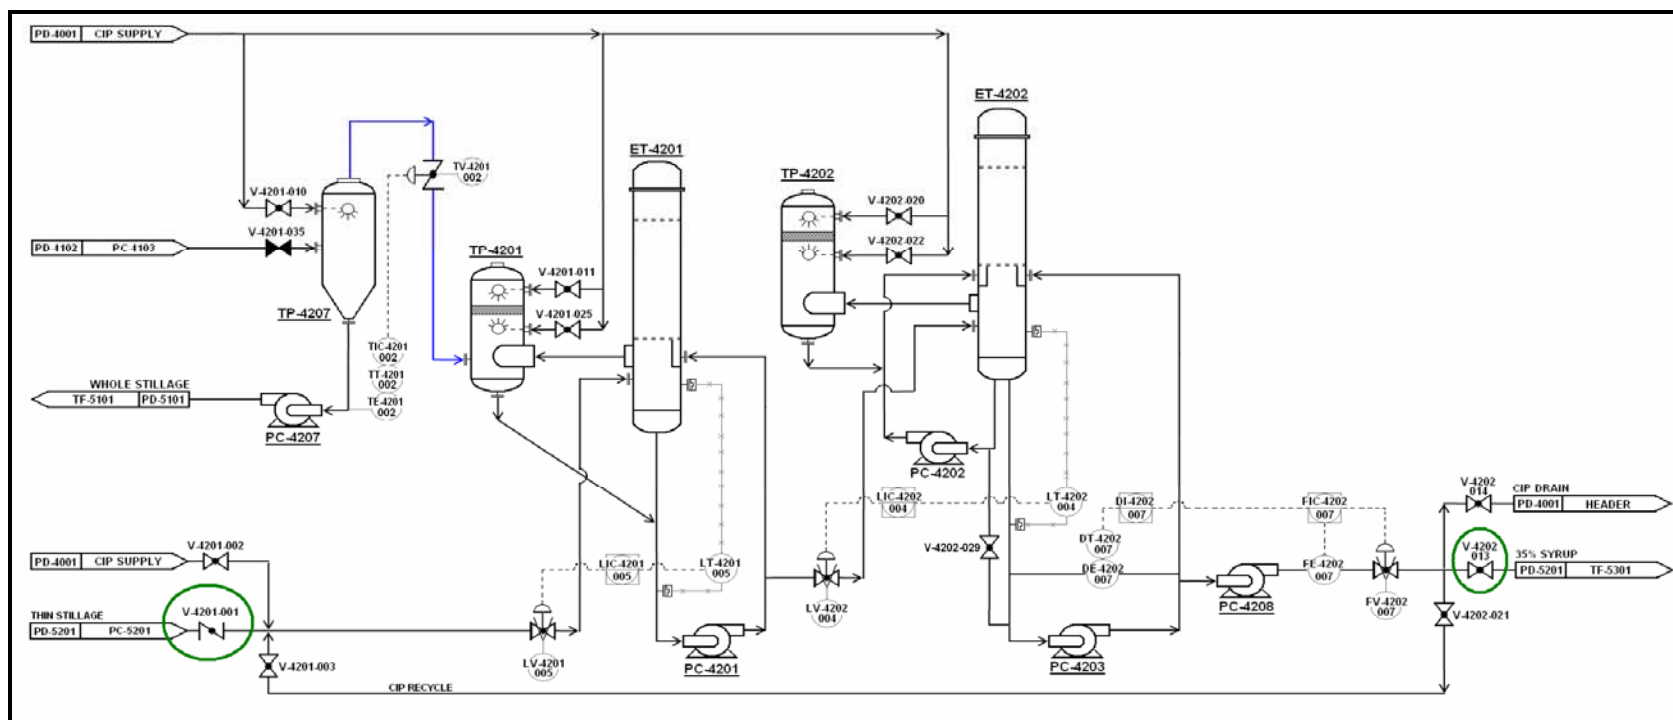 PD-4001 CIP SUPPLY
ET-4202
ET-4201
TV-4201
002
TP-4202
V-4201-010
V-4202-020
V-4201-035
PD-4102 PC-4103
V-4202-022
TP-4201
V-4201-011
V-4201-025
TP-4207
TIC-4201
002
TT-4201
002
TE-4201
002
WHOLE STILLAGE
TF-5101 PD-5101
PC-4207
PC-4202
LIC-4202
004
LT-4202
004
DI-4202
007
FIC-4202
007
V-4202
014
CIP DRAIN
PD-4001 HEADER
V-4201-002
PD-4001 CIP SUPPLY
LIC-4201
005
LT-4201
005
V-4202-029
DT-4202
007
DE-4202
007
FE-4202
007
V-4202
013
35% SYRUP
PD-5201 TF-5301
LV-4202
004
PC-4208
FV-4202
007
V-4202-021
THIN STILLAGE
V-4201-001
PD-5201 PC-5201
V-4201-003
LV-4201
005
PC-4201
PC-4203
CIP RECYCLE